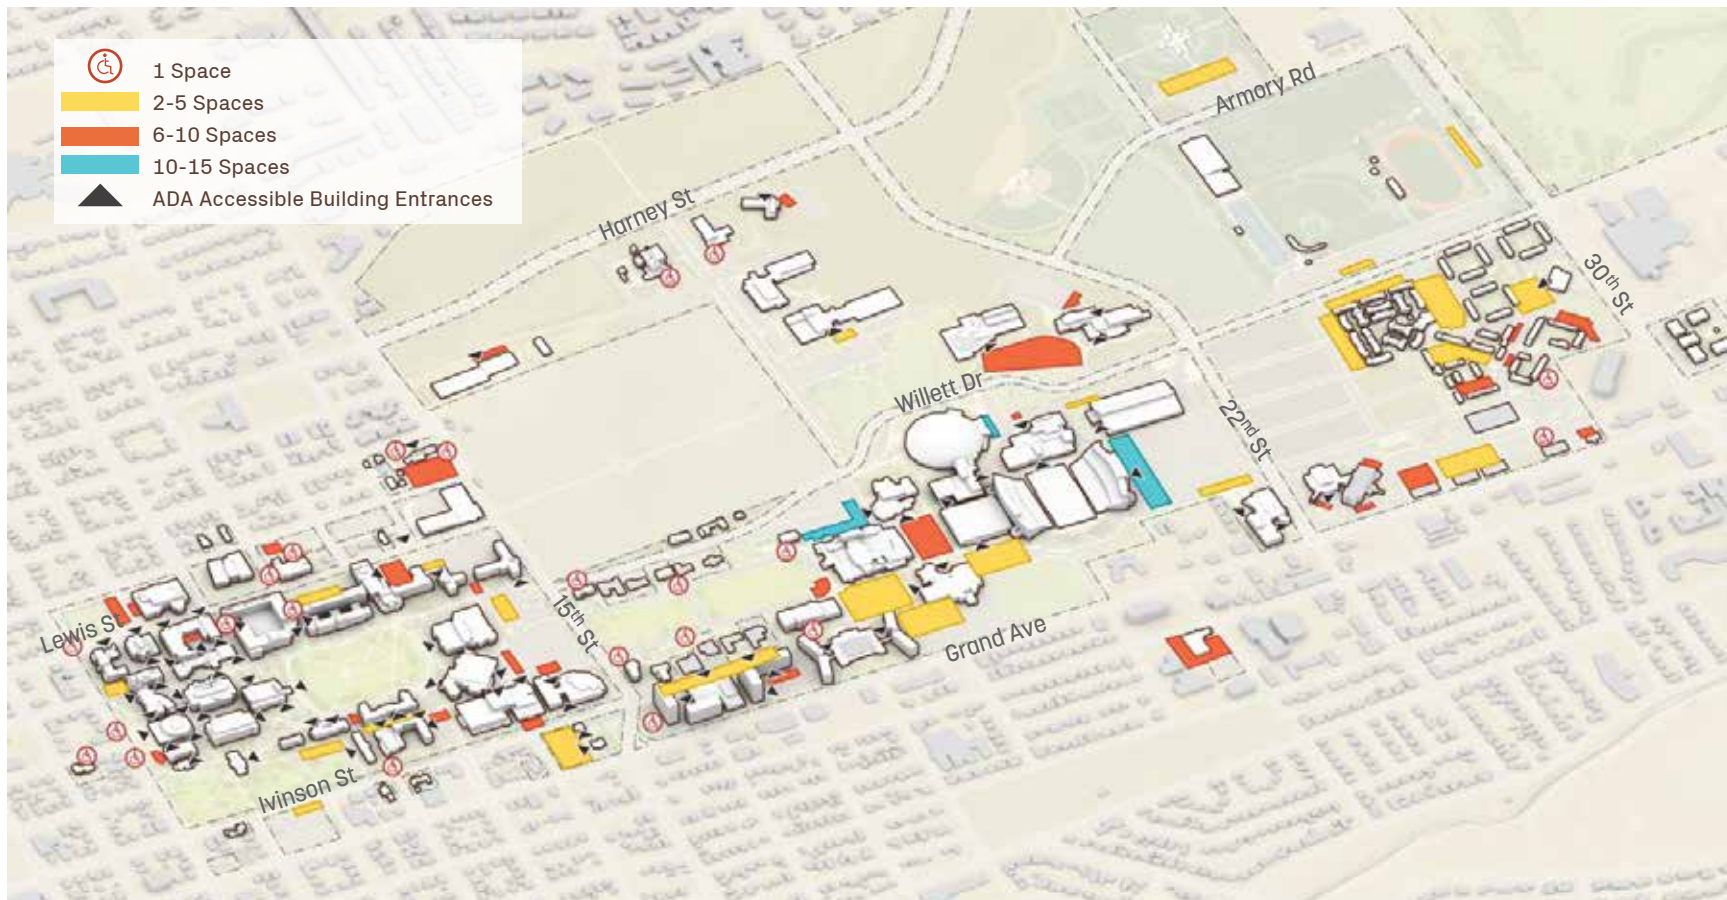 1 Space
2-5 Spaces
6-10 Spaces
10-15 Spaces
ADA Accessible Building Entrances
Armory Rd
Harney St
30th St
Willett Dr
22nd St
15th St
Lewis St
Grand Ave
Ivinson St